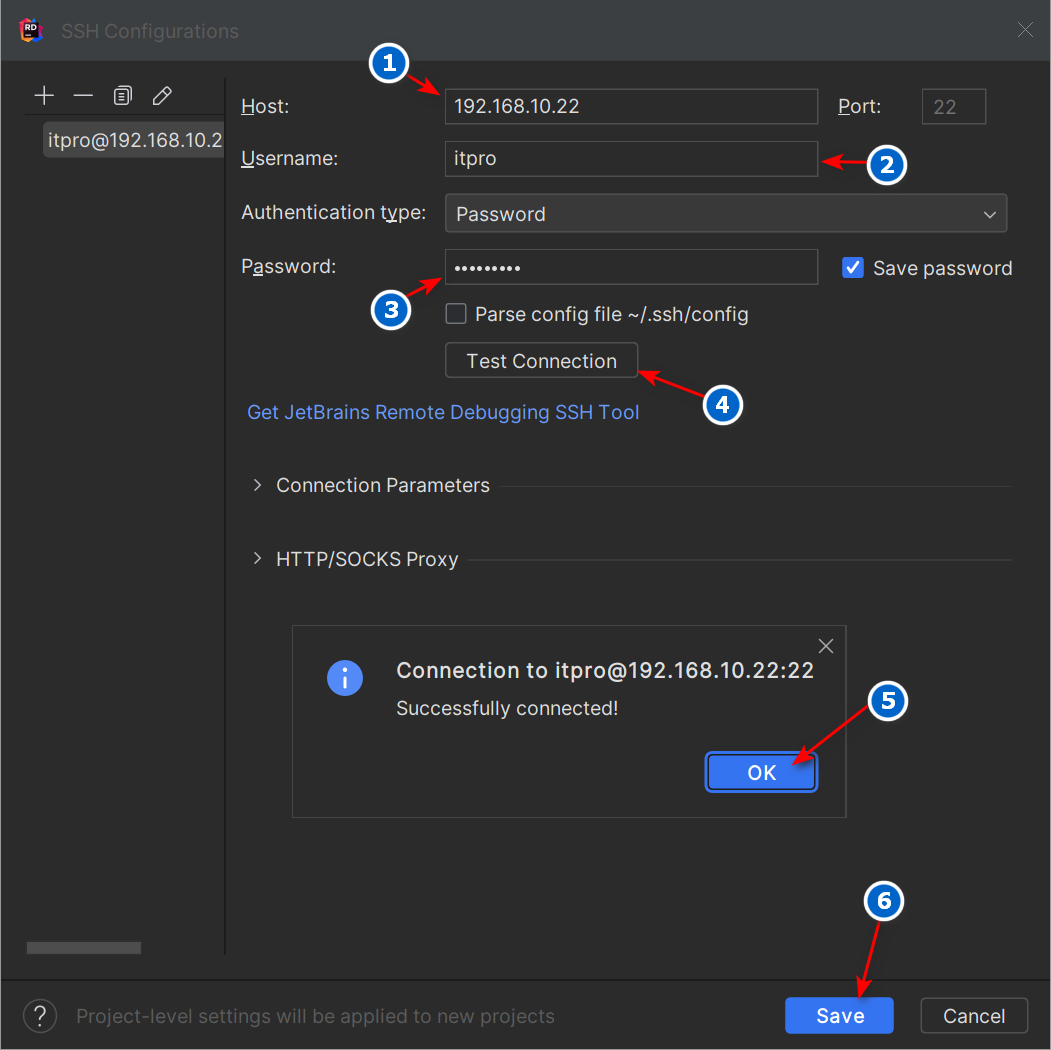 RD
SSH Configurations
1
Host:
192.168.10.22
Port:
22
itpro@192.168.10.2
Username:
itpro
2
Authentication type:
Password
Password:
•••••••••
Save password
3
Parse config file ~/.ssh/config
Test Connection
4
Get JetBrains Remote Debugging SSH Tool
Connection Parameters
HTTP/SOCKS Proxy
Connection to itpro@192.168.10.22:22
Successfully connected!
5
OK
6
? Project-level settings will be applied to new projects
Save
Cancel